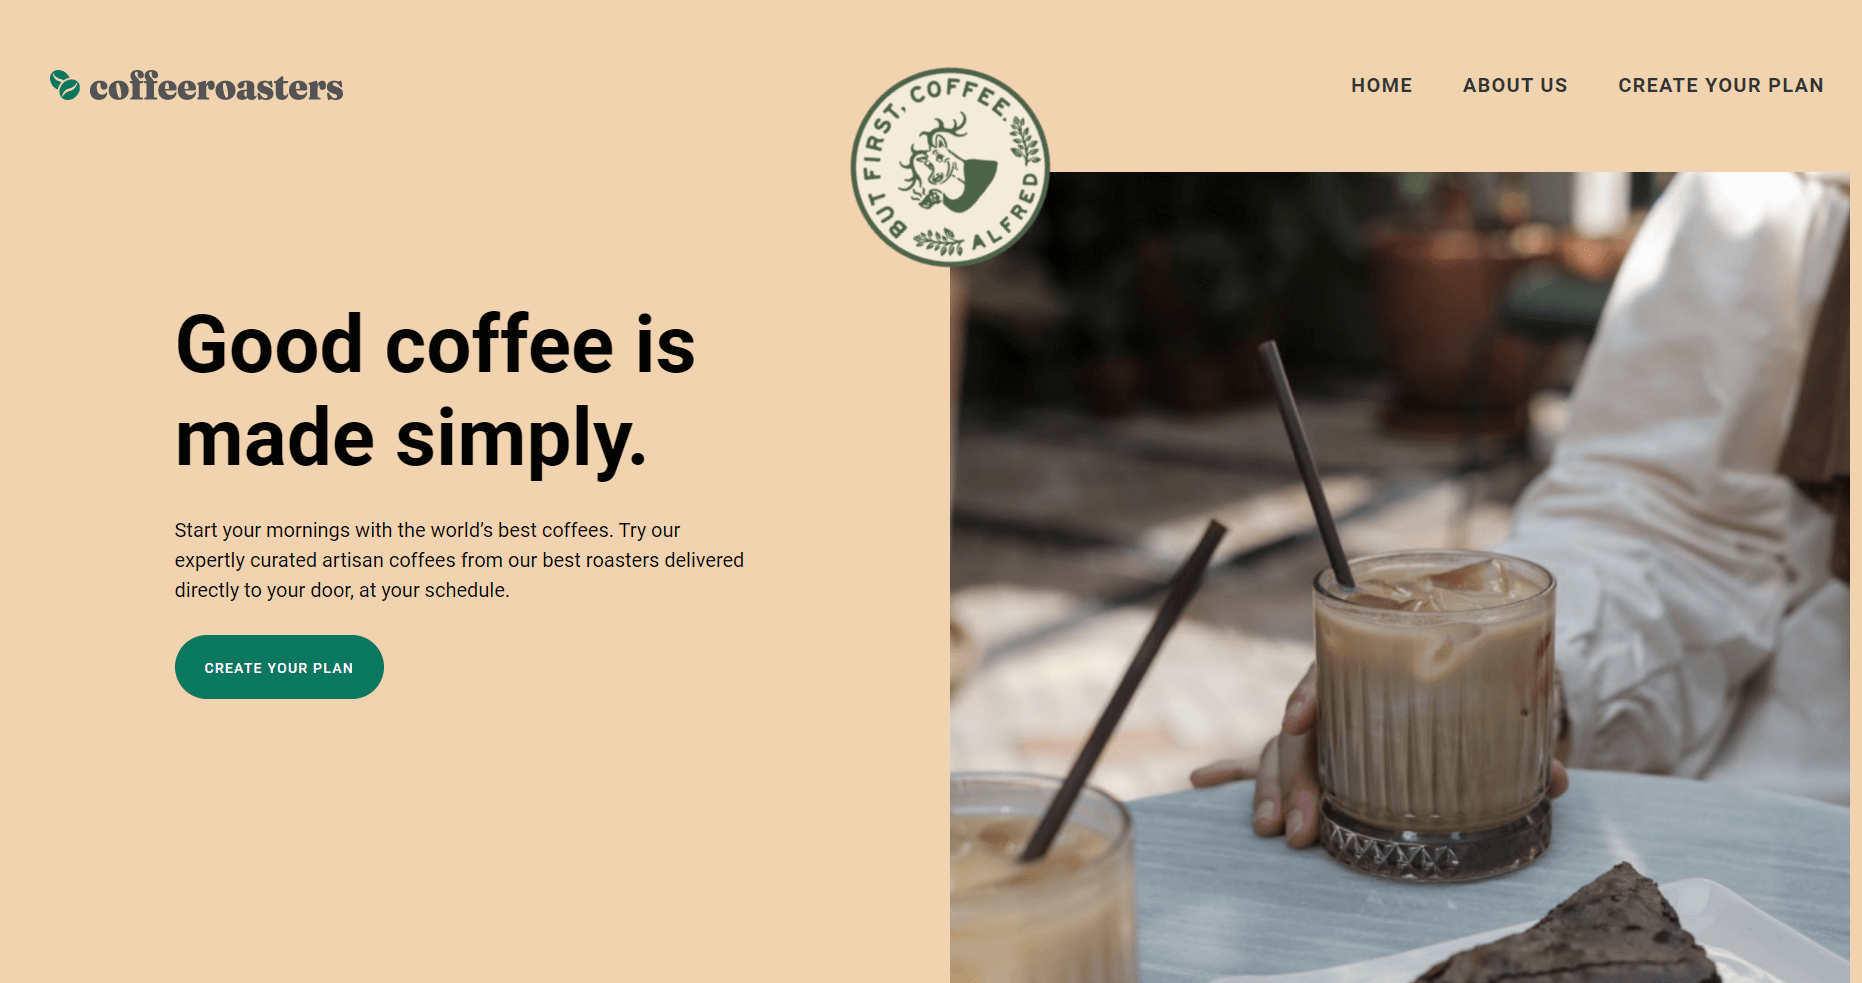 coffeeroasters
HOME
ABOUT US
CREATE YOUR PLAN
BUT FIRST, COFFEE.
ALFRED
Good coffee is
made simply.
Start your mornings with the world’s best coffees. Try our
expertly curated artisan coffees from our best roasters delivered
directly to your door, at your schedule.
CREATE YOUR PLAN